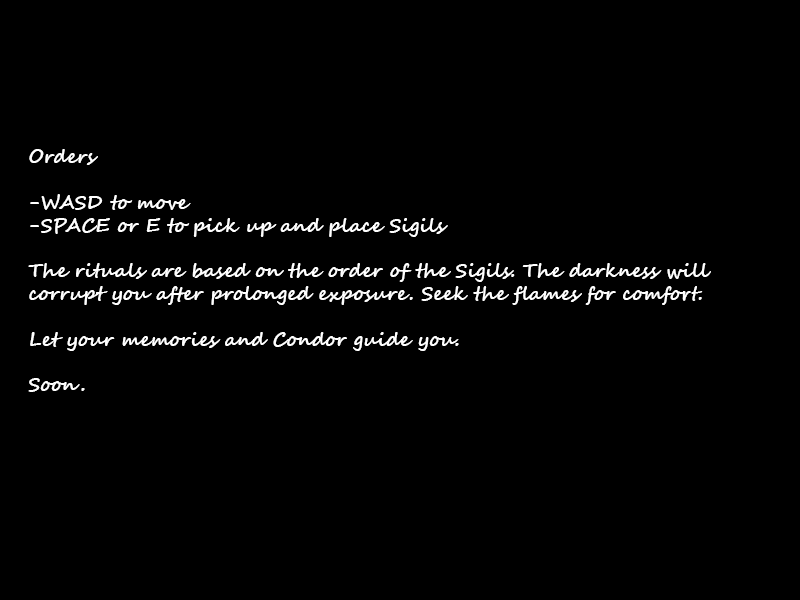 Orders
-WASD to move
-SPACE or E to pick up and place Sigils
The rituals are based on the order of the Sigils. The darkness will
corrupt you after prolonged exposure. Seek the flames for comfort.
Let your memories and Condor guide you.
Soon.